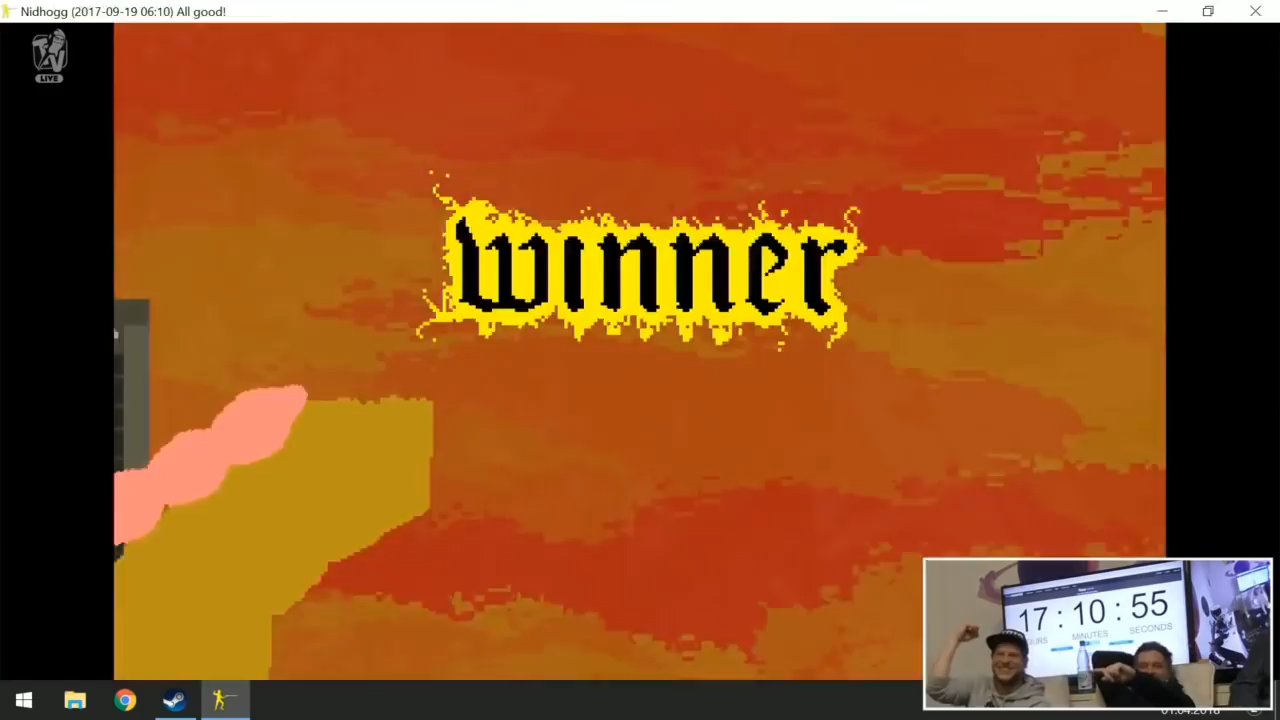 Nidhogg (2017-09-19 06:10) All good!
LIVE
winner
17 : 10 : 55
MINUTES
SECONDS